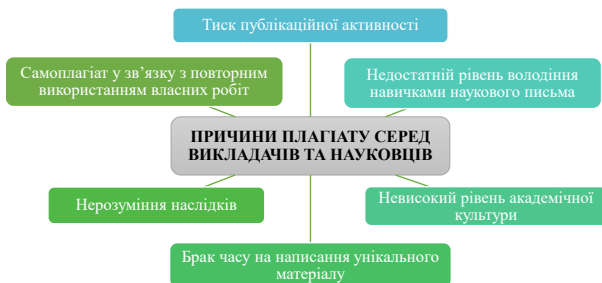 Тиск публікаційної активності
Самоплагіат у зв’язку з повторним
використанням власних робіт
Недостатній рівень володіння
навичками наукового письма
ПРИЧИНИ ПЛАГІАТУ СЕРЕД
ВИКЛАДАЧІВ ТА НАУКОВЦІВ
Нерозуміння наслідків
Невисокий рівень академічної
культури
Брак часу на написання унікального
матеріалу